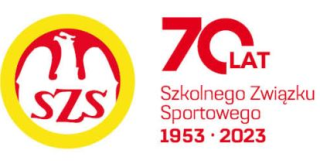 SZS
70 LAT
Szkolnego Związku
Sportowego
1953 · 2023